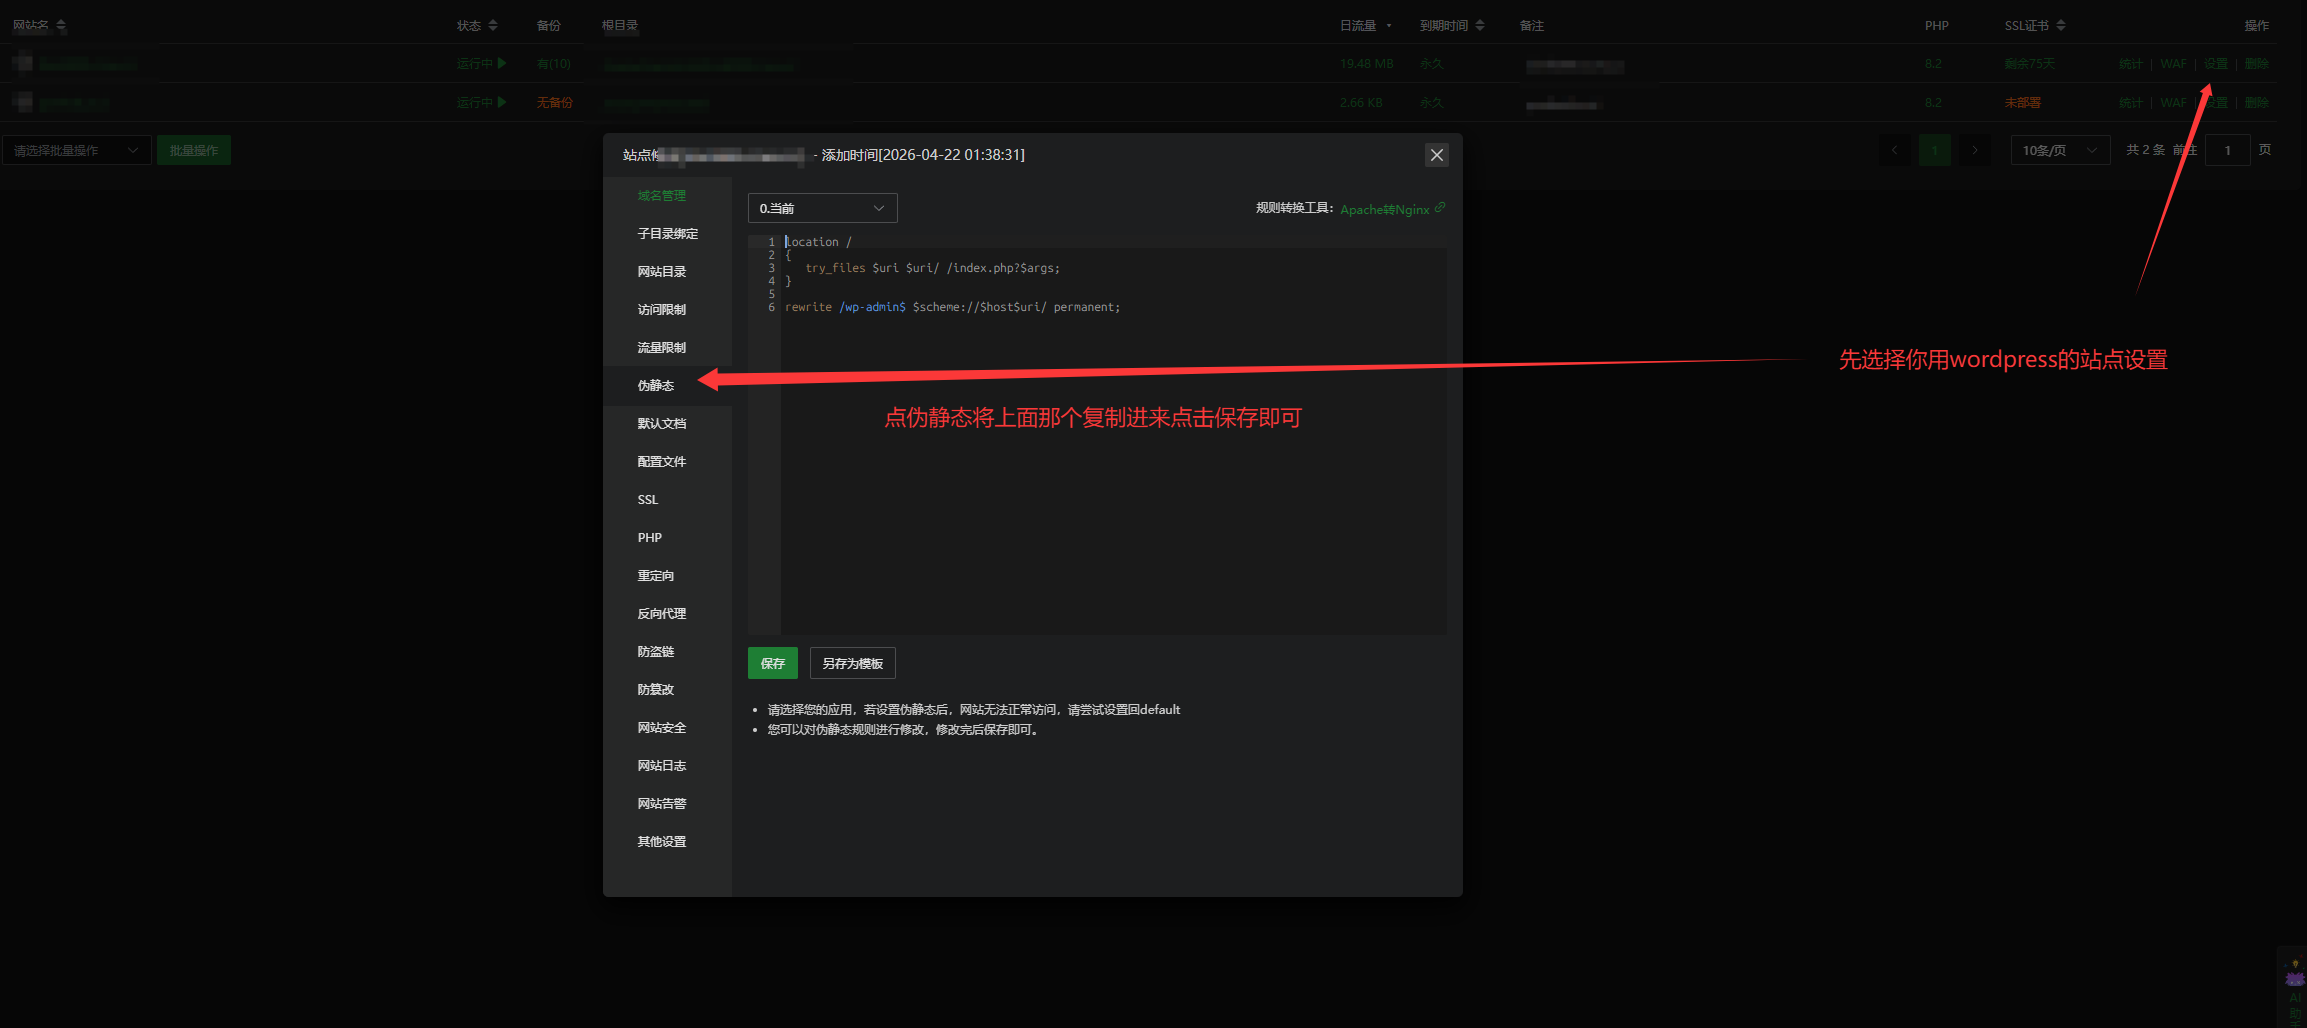 网站名 状态 备份 根目录 日流量 到期时间 备注 PHP SSL证书 操作
运行中 有(10) 19.48 MB 永久 8.2 剩余75天 统计 | WAF | 设置 | 删除
运行中 无备份 2.66 KB 永久 8.2 未部署 统计 | WAF | 设置 | 删除
请选择批量操作 批量操作 1 10条/页 共 2 条 前往 1 页
站点修 - 添加时间[2026-04-22 01:38:31]
域名管理
子目录绑定
网站目录
访问限制
流量限制
伪静态
默认文档
配置文件
SSL
PHP
重定向
反向代理
防盗链
防篡改
网站安全
网站日志
网站告警
其他设置
0.当前 规则转换工具: Apache转Nginx
1 location /
2 {
3 try_files $uri $uri/ /index.php?$args;
4 }
5
6 rewrite /wp-admin$ $scheme://$host$uri/ permanent;
先选择你用wordpress的站点设置
点伪静态将上面那个复制进来点击保存即可
保存 另存为模板
请选择您的应用，若设置伪静态后，网站无法正常访问，请尝试设置回default
您可以对伪静态规则进行修改，修改完后保存即可。
AI
助